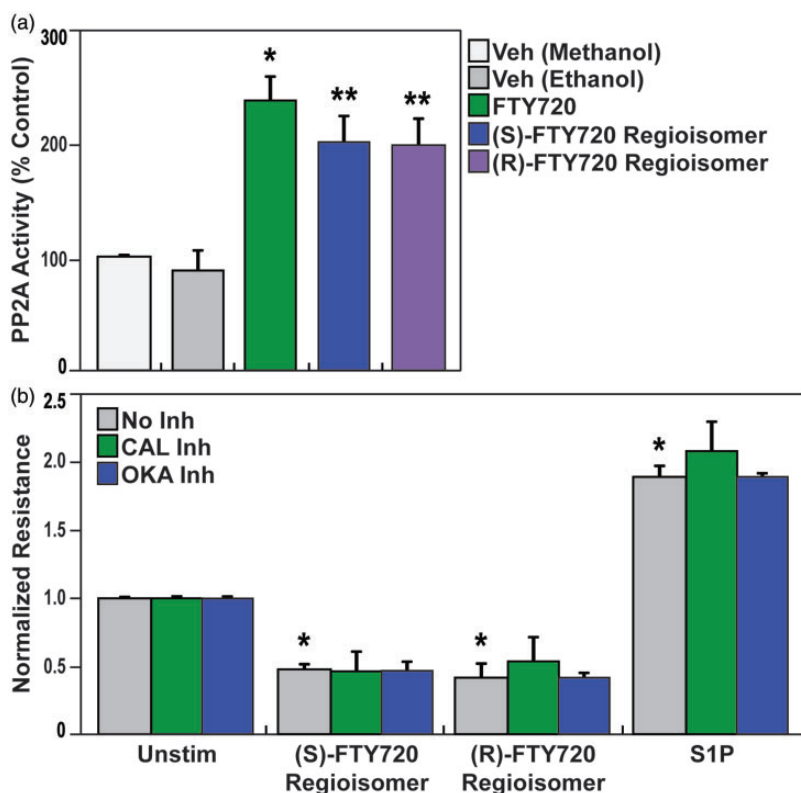 (a)
300
200
100
0
PP2A Activity (% Control)
*
**
**
Veh (Methanol)
Veh (Ethanol)
FTY720
(S)-FTY720 Regioisomer
(R)-FTY720 Regioisomer
(b)
2.5
2.0
1.5
1.0
0.5
0
Normalized Resistance
No Inh
CAL Inh
OKA Inh
*
*
*
Unstim
(S)-FTY720
Regioisomer
(R)-FTY720
Regioisomer
S1P